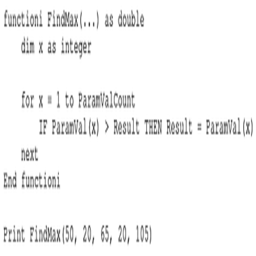 functioni FindMax(...) as double
dim x as integer
for x = 1 to ParamValCount
IF ParamVal(x) > Result THEN Result = ParamVal(x)
next
End functioni
Print FindMax(50, 20, 65, 20, 105)